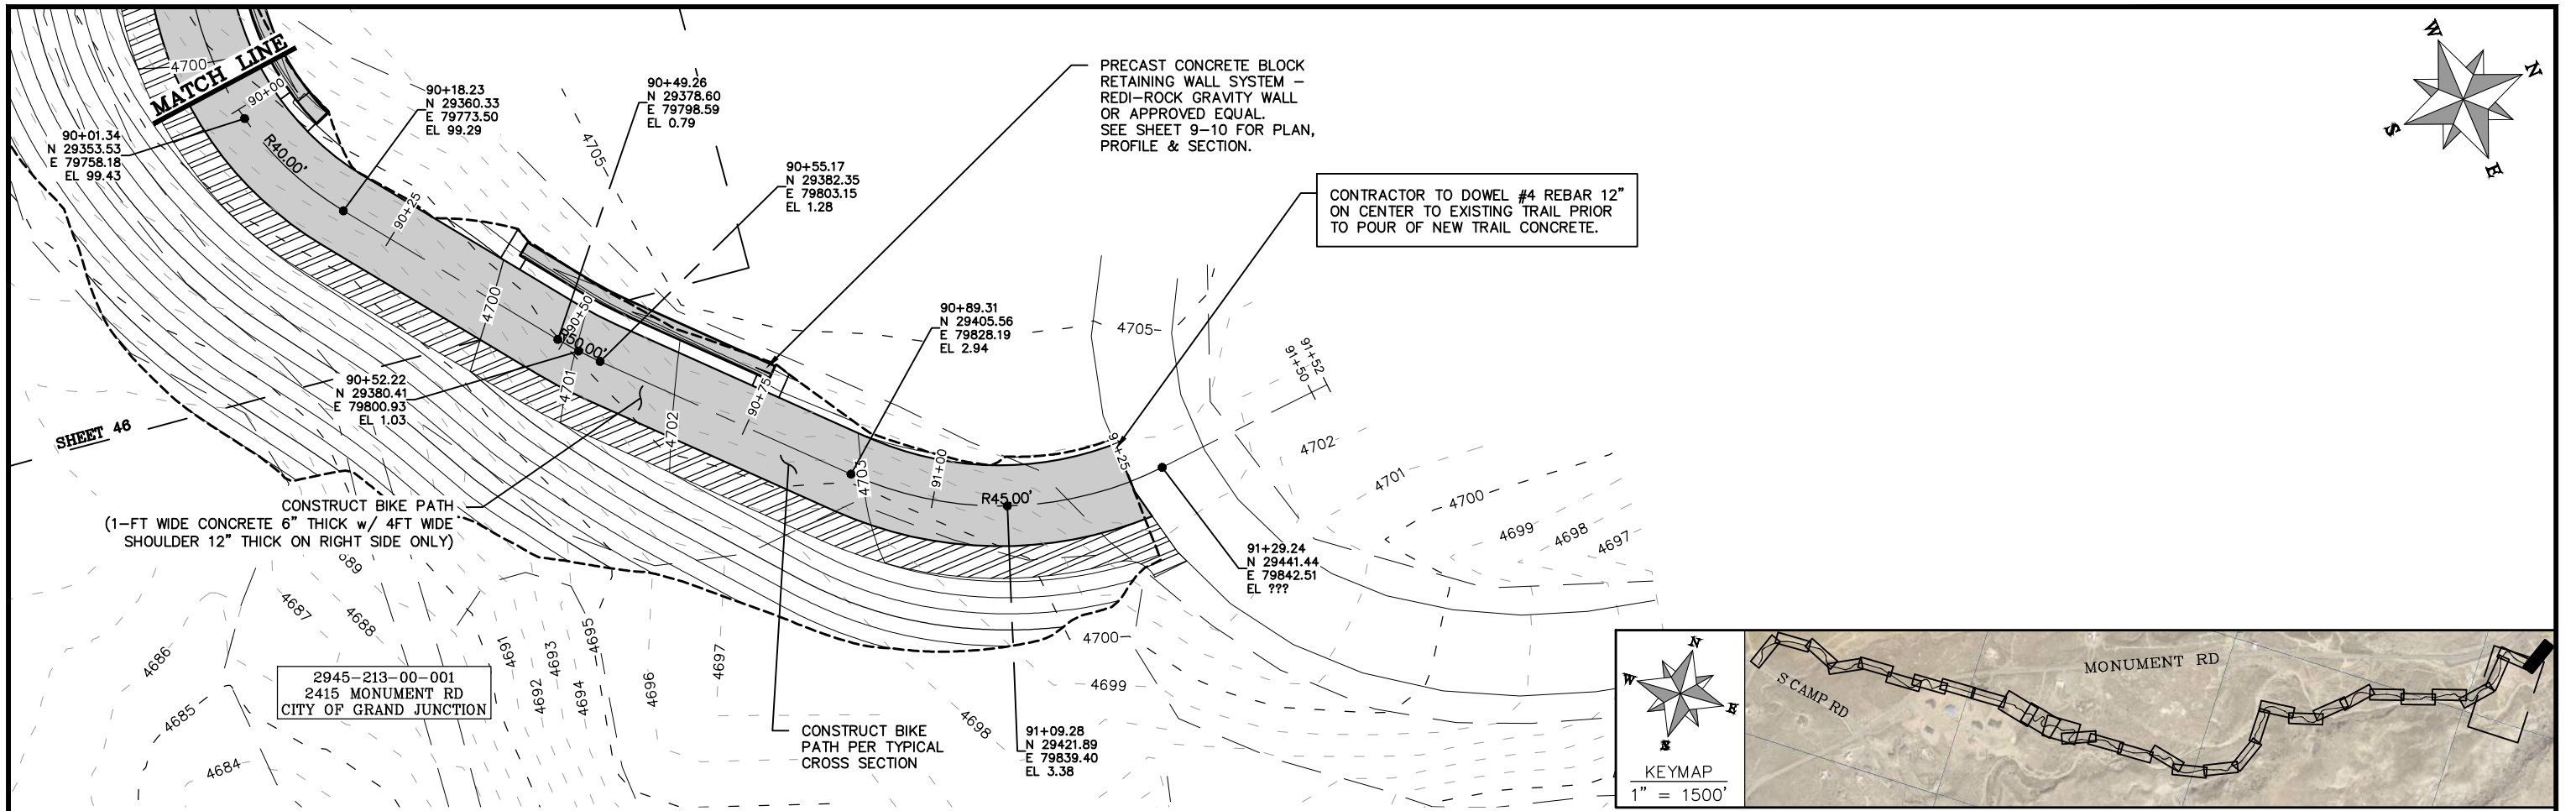 4700
MATCH LINE
90+00
90+01.34
N 29353.53
E 79758.18
EL 99.43
R40.00'
90+18.23
N 29360.33
E 79773.50
EL 99.29
90+25
90+49.26
N 29378.60
E 79798.59
EL 0.79
4705
90+55.17
N 29382.35
E 79803.15
EL 1.28
PRECAST CONCRETE BLOCK
RETAINING WALL SYSTEM –
REDI–ROCK GRAVITY WALL
OR APPROVED EQUAL.
SEE SHEET 9–10 FOR PLAN,
PROFILE & SECTION.
CONTRACTOR TO DOWEL #4 REBAR 12"
ON CENTER TO EXISTING TRAIL PRIOR
TO POUR OF NEW TRAIL CONCRETE.
W
N
S
E
4700
90+50
4701
90+52.22
N 29380.41
E 79800.93
EL 1.03
4702
90+75
90+89.31
N 29405.56
E 79828.19
EL 2.94
4703
91+00
R45.00'
4705
91+25
91+52
91+50
4702
4701
4700
4699
4698
4697
SHEET 46
CONSTRUCT BIKE PATH
(1–FT WIDE CONCRETE 6" THICK w/ 4FT WIDE
SHOULDER 12" THICK ON RIGHT SIDE ONLY)
91+29.24
N 29441.44
E 79842.51
EL ???
4687
4688
4686
4685
4684
2945–213–00–001
2415 MONUMENT RD
CITY OF GRAND JUNCTION
4691
4692
4693
4694
4695
4696
4697
4700
4699
4698
CONSTRUCT BIKE
PATH PER TYPICAL
CROSS SECTION
91+09.28
N 29421.89
E 79839.40
EL 3.38
N
W
E
S
KEYMAP
1" = 1500'
S CAMP RD
MONUMENT RD